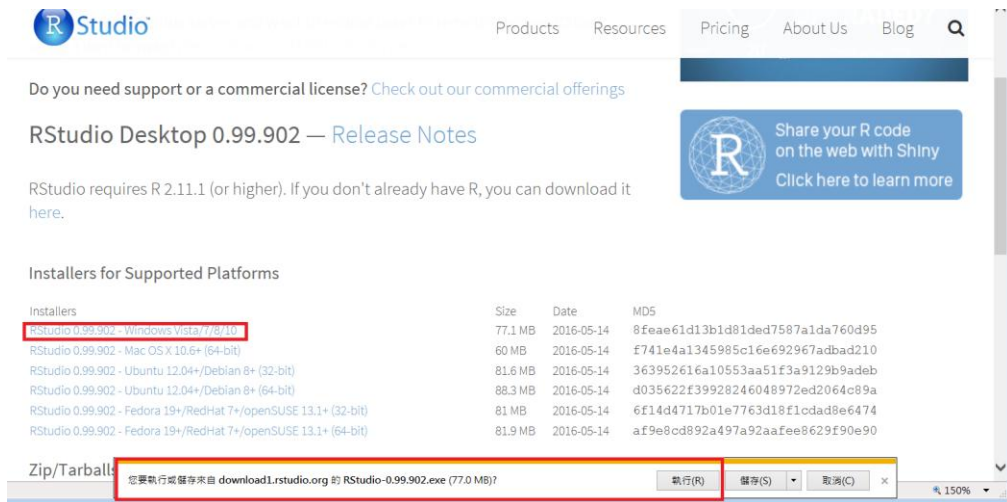 R Studio
Products Resources Pricing About Us Blog
Do you need support or a commercial license? Check out our commercial offerings
RStudio Desktop 0.99.902 — Release Notes
R
Share your R code
on the web with Shiny
Click here to learn more
RStudio requires R 2.11.1 (or higher). If you don't already have R, you can download it
here.
Installers for Supported Platforms
Installers Size Date MD5
RStudio 0.99.902 - Windows Vista/7/8/10 77.1 MB 2016-05-14 8feae61d13b1d81ded7587a1da760d95
RStudio 0.99.902 - Mac OS X 10.6+ (64-bit) 60 MB 2016-05-14 f741e4a1345985c16e692967adbad210
RStudio 0.99.902 - Ubuntu 12.04+/Debian 8+ (32-bit) 81.6 MB 2016-05-14 363952616a10553aa51f3a9129b9adeb
RStudio 0.99.902 - Ubuntu 12.04+/Debian 8+ (64-bit) 88.3 MB 2016-05-14 d035622f39928246048972ed2064c89a
RStudio 0.99.902 - Fedora 19+/RedHat 7+/openSUSE 13.1+ (32-bit) 81 MB 2016-05-14 6f14d4717b01e7763d18f1cdad8e6474
RStudio 0.99.902 - Fedora 19+/RedHat 7+/openSUSE 13.1+ (64-bit) 81.9 MB 2016-05-14 af9e8cd892a497a92aafee8629f90e90
Zip/Tarballs
您要執行或儲存來自 download1.rstudio.org 的 RStudio-0.99.902.exe (77.0 MB)?
執行(R) 儲存(S) 取消(C) ×
150%